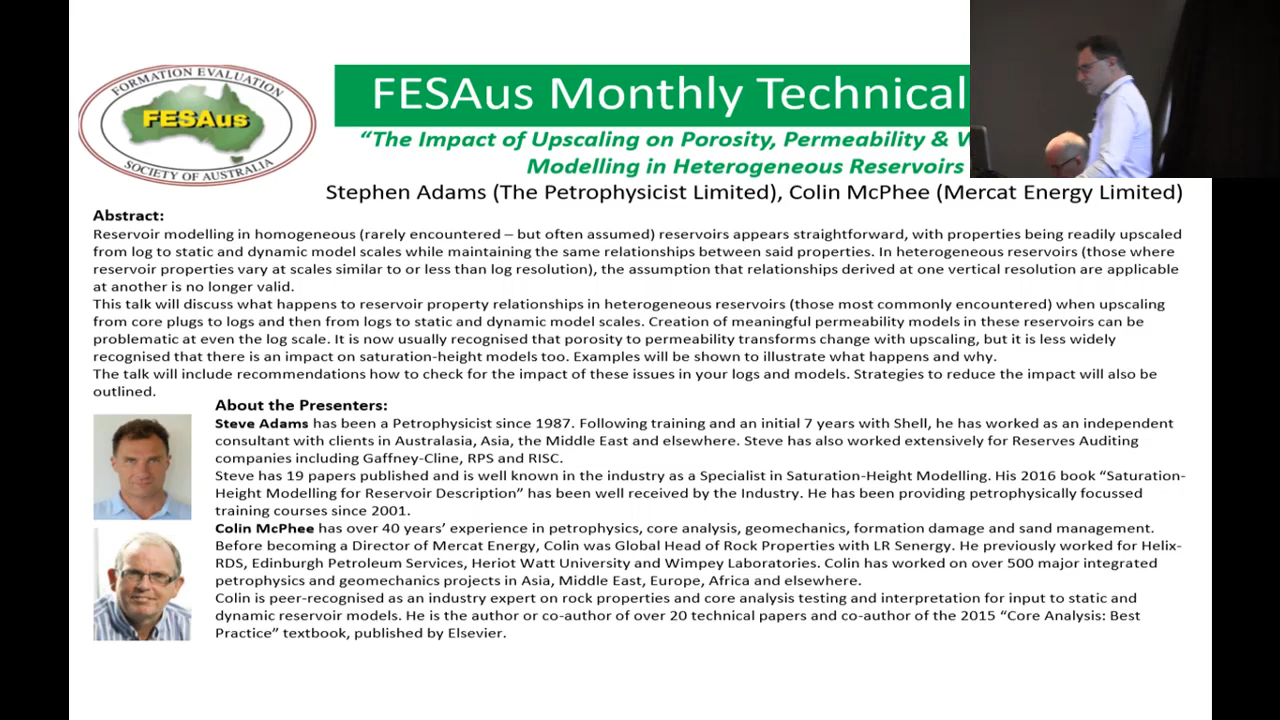 FORMATION EVALUATION
FESAus
SOCIETY OF AUSTRALIA
FESAus Monthly Technical
“The Impact of Upscaling on Porosity, Permeability &
Modelling in Heterogeneous Reservoirs
Stephen Adams (The Petrophysicist Limited), Colin McPhee (Mercat Energy Limited)
Abstract:
Reservoir modelling in homogeneous (rarely encountered – but often assumed) reservoirs appears straightforward, with properties being readily upscaled
from log to static and dynamic model scales while maintaining the same relationships between said properties. In heterogeneous reservoirs (those where
reservoir properties vary at scales similar to or less than log resolution), the assumption that relationships derived at one vertical resolution are applicable
at another is no longer valid.
This talk will discuss what happens to reservoir property relationships in heterogeneous reservoirs (those most commonly encountered) when upscaling
from core plugs to logs and then from logs to static and dynamic model scales. Creation of meaningful permeability models in these reservoirs can be
problematic at even the log scale. It is now usually recognised that porosity to permeability transforms change with upscaling, but it is less widely
recognised that there is an impact on saturation-height models too. Examples will be shown to illustrate what happens and why.
The talk will include recommendations how to check for the impact of these issues in your logs and models. Strategies to reduce the impact will also be
outlined.
About the Presenters:
Steve Adams has been a Petrophysicist since 1987. Following training and an initial 7 years with Shell, he has worked as an independent
consultant with clients in Australasia, Asia, the Middle East and elsewhere. Steve has also worked extensively for Reserves Auditing
companies including Gaffney-Cline, RPS and RISC.
Steve has 19 papers published and is well known in the industry as a Specialist in Saturation-Height Modelling. His 2016 book “Saturation-
Height Modelling for Reservoir Description” has been well received by the Industry. He has been providing petrophysically focussed
training courses since 2001.
Colin McPhee has over 40 years’ experience in petrophysics, core analysis, geomechanics, formation damage and sand management.
Before becoming a Director of Mercat Energy, Colin was Global Head of Rock Properties with LR Senergy. He previously worked for Helix-
RDS, Edinburgh Petroleum Services, Heriot Watt University and Wimpey Laboratories. Colin has worked on over 500 major integrated
petrophysics and geomechanics projects in Asia, Middle East, Europe, Africa and elsewhere.
Colin is peer-recognised as an industry expert on rock properties and core analysis testing and interpretation for input to static and
dynamic reservoir models. He is the author or co-author of over 20 technical papers and co-author of the 2015 “Core Analysis: Best
Practice” textbook, published by Elsevier.